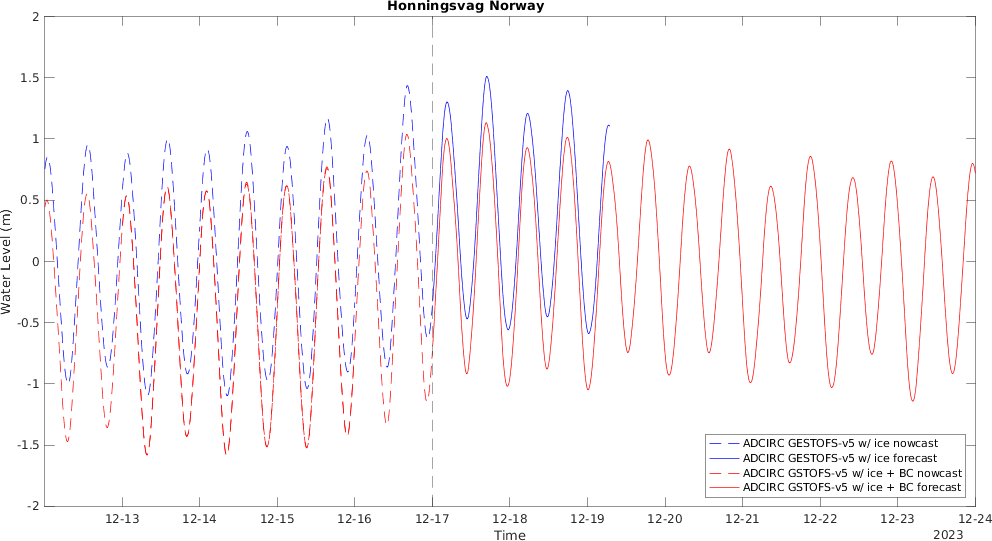 Honningsvag Norway
2
1.5
1
0.5
0
-0.5
-1
-1.5
-2
Water Level (m)
ADCIRC GESTOFS-v5 w/ ice nowcast
ADCIRC GESTOFS-v5 w/ ice forecast
ADCIRC GSTOFS-v5 w/ ice + BC nowcast
ADCIRC GSTOFS-v5 w/ ice + BC forecast
12-13 12-14 12-15 12-16 12-17 12-18 12-19 12-20 12-21 12-22 12-23 12-24
Time
2023